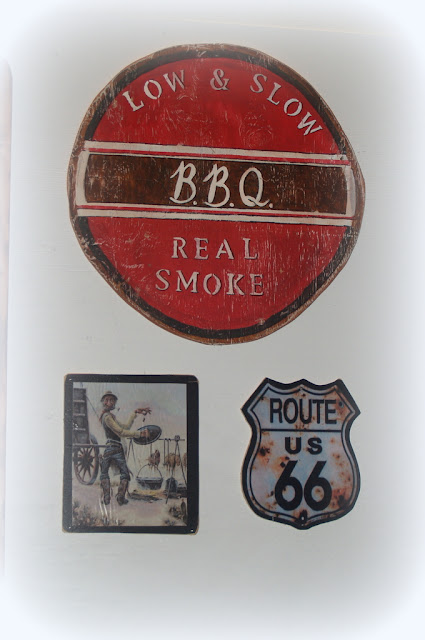 LOW & SLOW
B.B.Q.
REAL
SMOKE
ROUTE
US
66